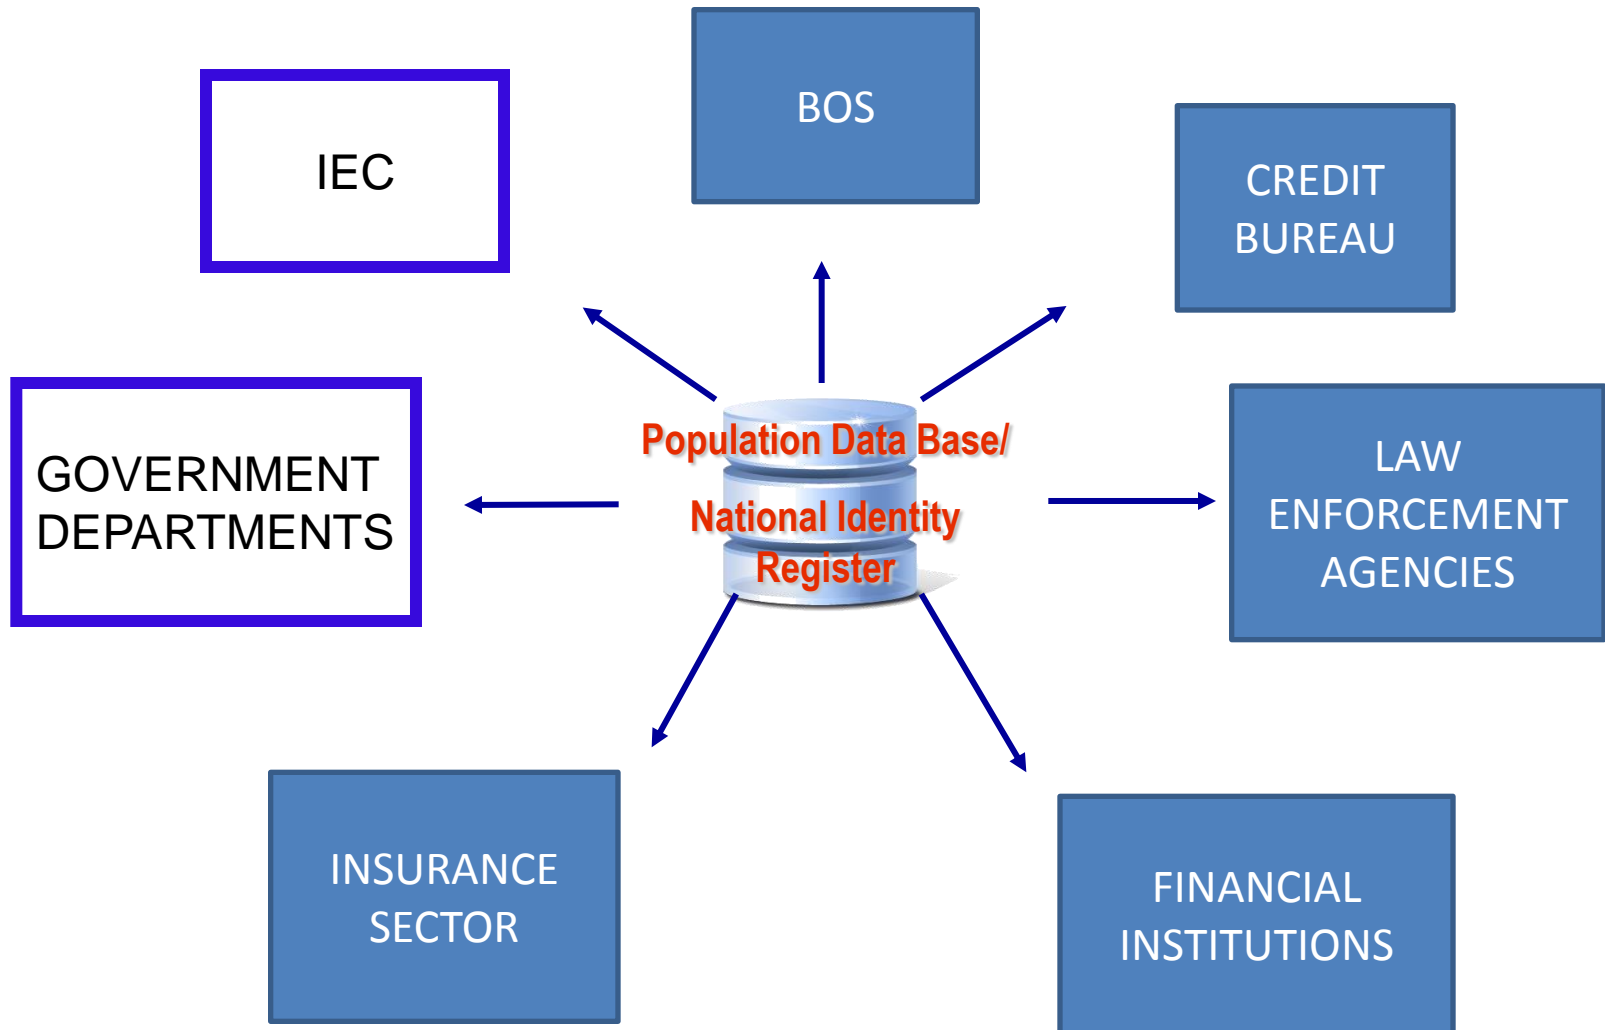 BOS
IEC
CREDIT
BUREAU
Population Data Base/
National Identity
Register
GOVERNMENT
DEPARTMENTS
LAW
ENFORCEMENT
AGENCIES
INSURANCE
SECTOR
FINANCIAL
INSTITUTIONS